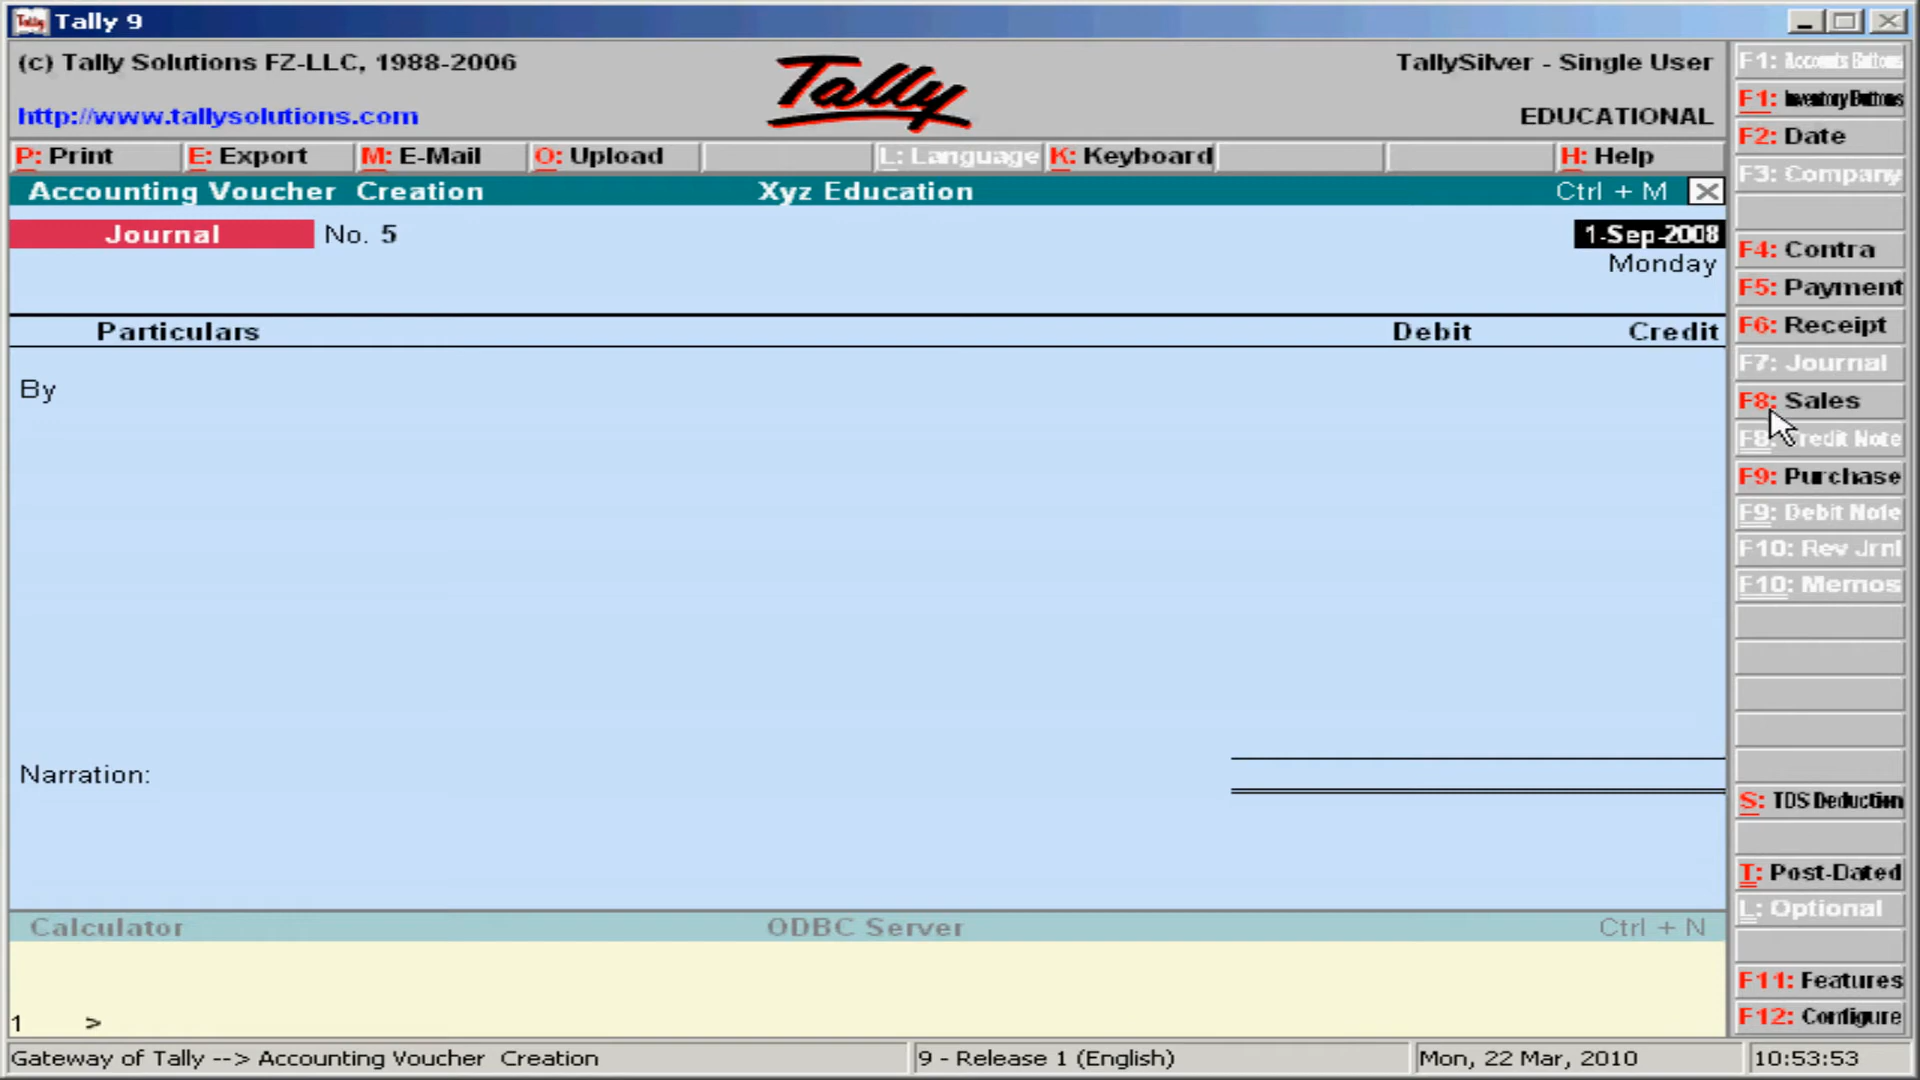 Tally 9
(c) Tally Solutions FZ-LLC, 1988-2006
http://www.tallysolutions.com
Tally
TallySilver - Single User
EDUCATIONAL
P: Print E: Export M: E-Mail O: Upload L: Language K: Keyboard H: Help
Accounting Voucher Creation Xyz Education Ctrl + M
Journal No. 5 1-Sep-2008
Monday
Particulars Debit Credit
By
Narration:
Calculator ODBC Server Ctrl + N
1 >
Gateway of Tally --> Accounting Voucher Creation 9 - Release 1 (English) Mon, 22 Mar, 2010 10:53:53
F1: Accounts Buttons
F1: Inventory Buttons
F2: Date
F3: Company
F4: Contra
F5: Payment
F6: Receipt
F7: Journal
F8: Sales
F8: Credit Note
F9: Purchase
F9: Debit Note
F10: Rev Jrnl
F10: Memos
S: TDS Deduction
T: Post-Dated
L: Optional
F11: Features
F12: Configure